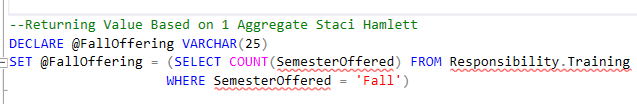 --Returning Value Based on 1 Aggregate Staci Hamlett
DECLARE @FallOffering VARCHAR(25)
SET @FallOffering = (SELECT COUNT(SemesterOffered) FROM Responsibility.Training
WHERE SemesterOffered = 'Fall')